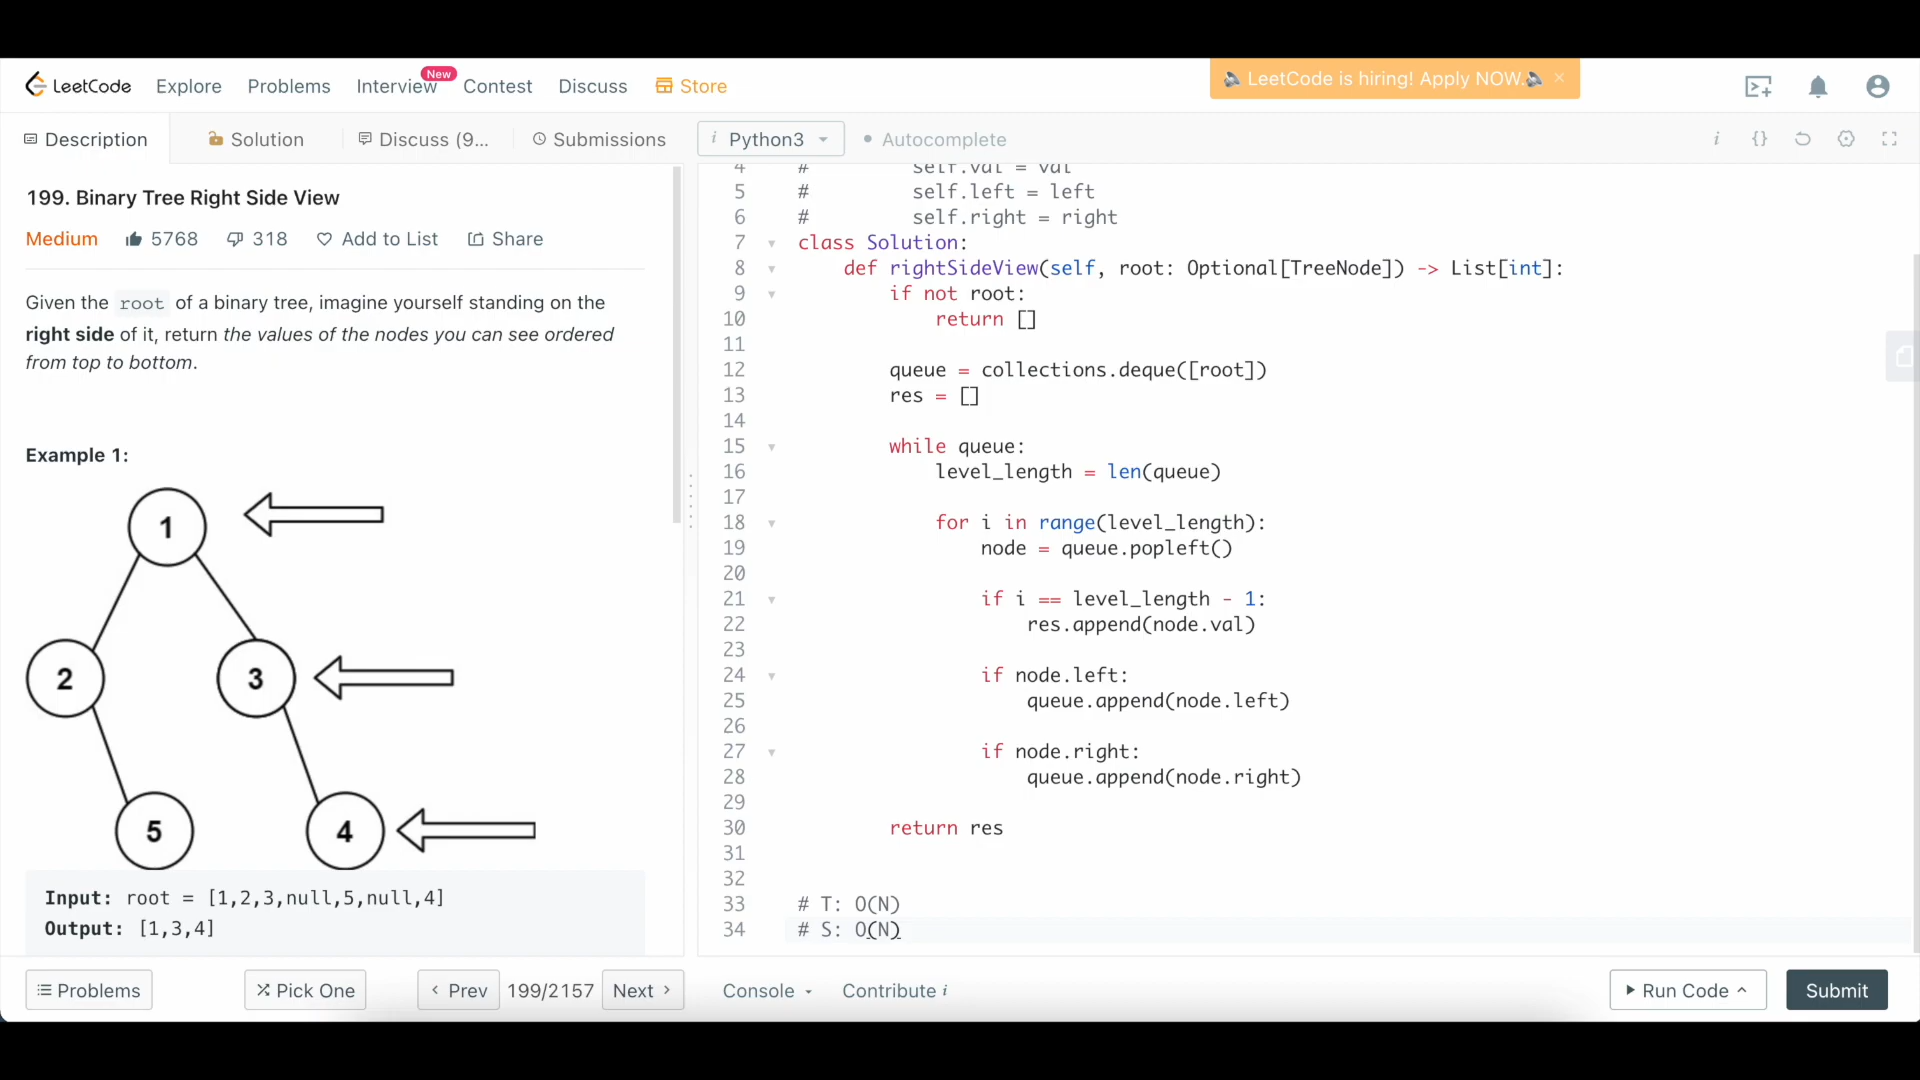 LeetCode Explore Problems Interview New Contest Discuss Store
🔈 LeetCode is hiring! Apply NOW.🔈 ×
Description Solution Discuss (9... Submissions
i Python3 Autocomplete i {}
199. Binary Tree Right Side View
Medium 5768 318 Add to List Share
Given the root of a binary tree, imagine yourself standing on the
right side of it, return the values of the nodes you can see ordered
from top to bottom.
Example 1:
1
2 3
5 4
Input: root = [1,2,3,null,5,null,4]
Output: [1,3,4]
4 # self.val = val
5 # self.left = left
6 # self.right = right
7 class Solution:
8 def rightSideView(self, root: Optional[TreeNode]) -> List[int]:
9 if not root:
10 return []
11
12 queue = collections.deque([root])
13 res = []
14
15 while queue:
16 level_length = len(queue)
17
18 for i in range(level_length):
19 node = queue.popleft()
20
21 if i == level_length - 1:
22 res.append(node.val)
23
24 if node.left:
25 queue.append(node.left)
26
27 if node.right:
28 queue.append(node.right)
29
30 return res
31
32
33 # T: O(N)
34 # S: O(N)
Problems Pick One < Prev 199/2157 Next > Console Contribute i Run Code Submit